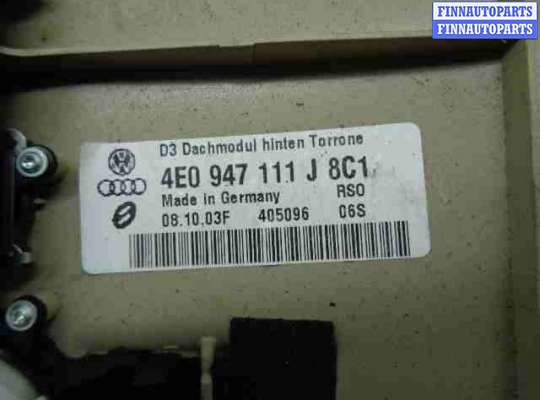 FINNAUTOPARTS
FINNAUTOPARTS
D3 Dachmodul hinten Torrone
4E0 947 111 J 8C1
Made in Germany RSO
08.10.03F 405096 06S